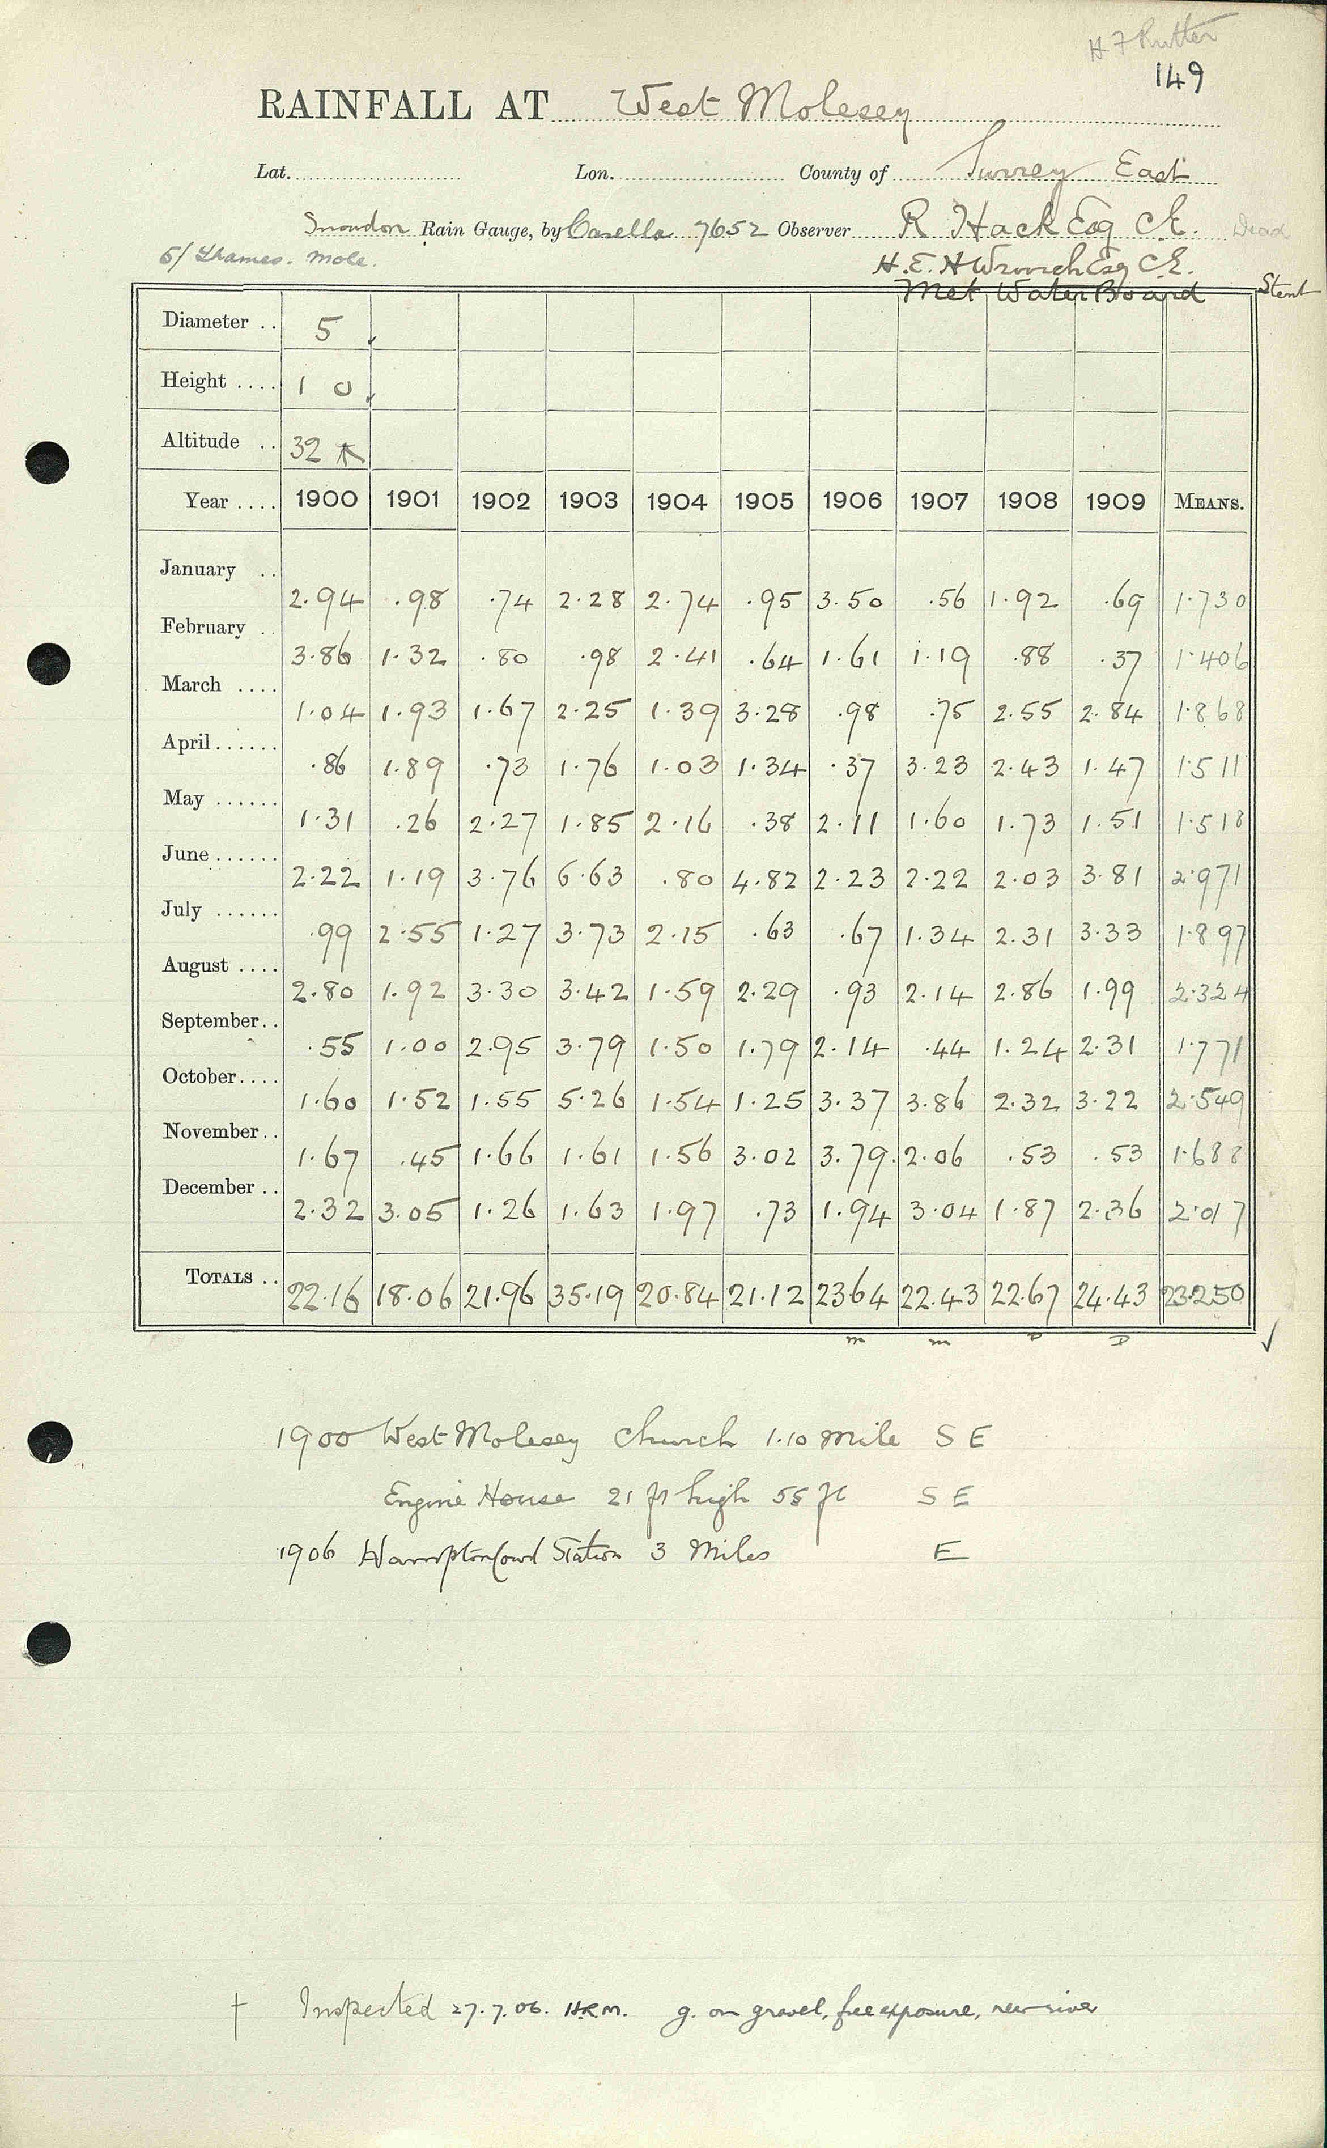 H F Rutter
149
RAINFALL AT West Molesey
Lat. Lon. County of Surrey East
Snowdon Rain Gauge, by Casella 7652 Observer R Hack Esq C.E. Dead
5/ Thames. Mole.
H.E.H Esq C.E.
Met Water Board Stent
Diameter .. 5
Height .... 1 0
Altitude .. 32
Year .... 1900 1901 1902 1903 1904 1905 1906 1907 1908 1909 MEANS.
January .. 2.94 .98 .74 2.28 2.74 .95 3.50 .56 1.92 .69 1.730
February .. 3.86 1.32 .80 .98 2.41 .64 1.61 1.19 .88 .37 1.406
March .... 1.04 1.93 1.67 2.25 1.39 3.28 .98 .75 2.55 2.84 1.868
April ...... .86 1.89 .73 1.76 1.03 1.34 .37 3.23 2.43 1.47 1.511
May ...... 1.31 .26 2.27 1.85 2.16 .38 2.11 1.60 1.73 1.51 1.518
June ...... 2.22 1.19 3.76 6.63 .80 4.82 2.23 2.22 2.03 3.81 2.971
July ...... .99 2.55 1.27 3.73 2.15 .63 .67 1.34 2.31 3.33 1.897
August .... 2.80 1.92 3.30 3.42 1.59 2.29 .93 2.14 2.86 1.99 2.324
September .. .55 1.00 2.95 3.79 1.50 1.79 2.14 .44 1.24 2.31 1.771
October .... 1.60 1.52 1.55 5.26 1.54 1.25 3.37 3.86 2.32 3.22 2.549
November .. 1.67 .45 1.66 1.61 1.56 3.02 3.79 2.06 .53 .53 1.688
December .. 2.32 3.05 1.26 1.63 1.97 .73 1.94 3.04 1.87 2.36 2.017
TOTALS .. 22.16 18.06 21.96 35.19 20.84 21.12 23.64 22.43 22.67 24.43 23.250
m m D D ✓
1900 West Molesey Church 1.10 Mile S E
Engine House 21 ft high 55 ft S E
1906 Hampton Court Station 3 Miles E
† Inspected 27.7.06. H.R.M. g. on gravel, free exposure, near river